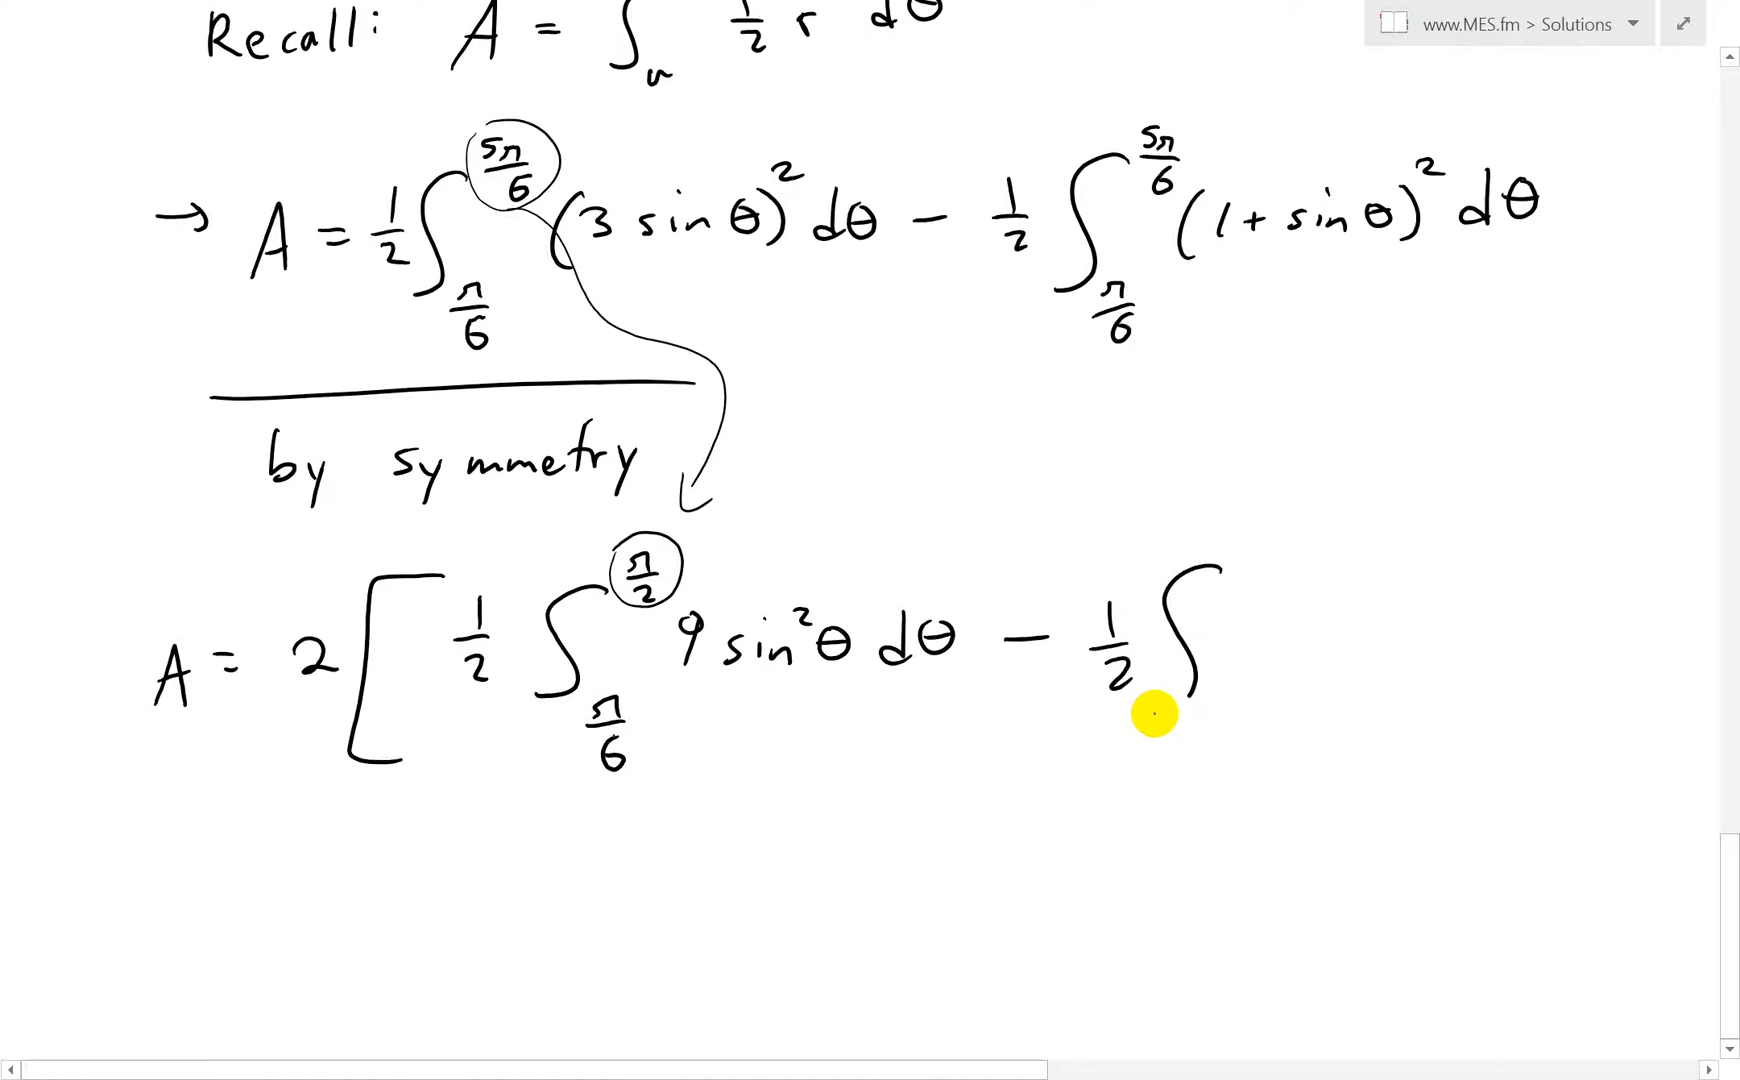 www.MES.fm > Solutions
Recall: A = ∫ 1/2 r dθ
→ A = 1/2 ∫_{π/6}^{5π/6} (3 sin θ)² dθ − 1/2 ∫_{π/6}^{5π/6} (1 + sin θ)² dθ
by symmetry
A = 2 [ 1/2 ∫_{π/6}^{π/2} 9 sin² θ dθ − 1/2 ∫